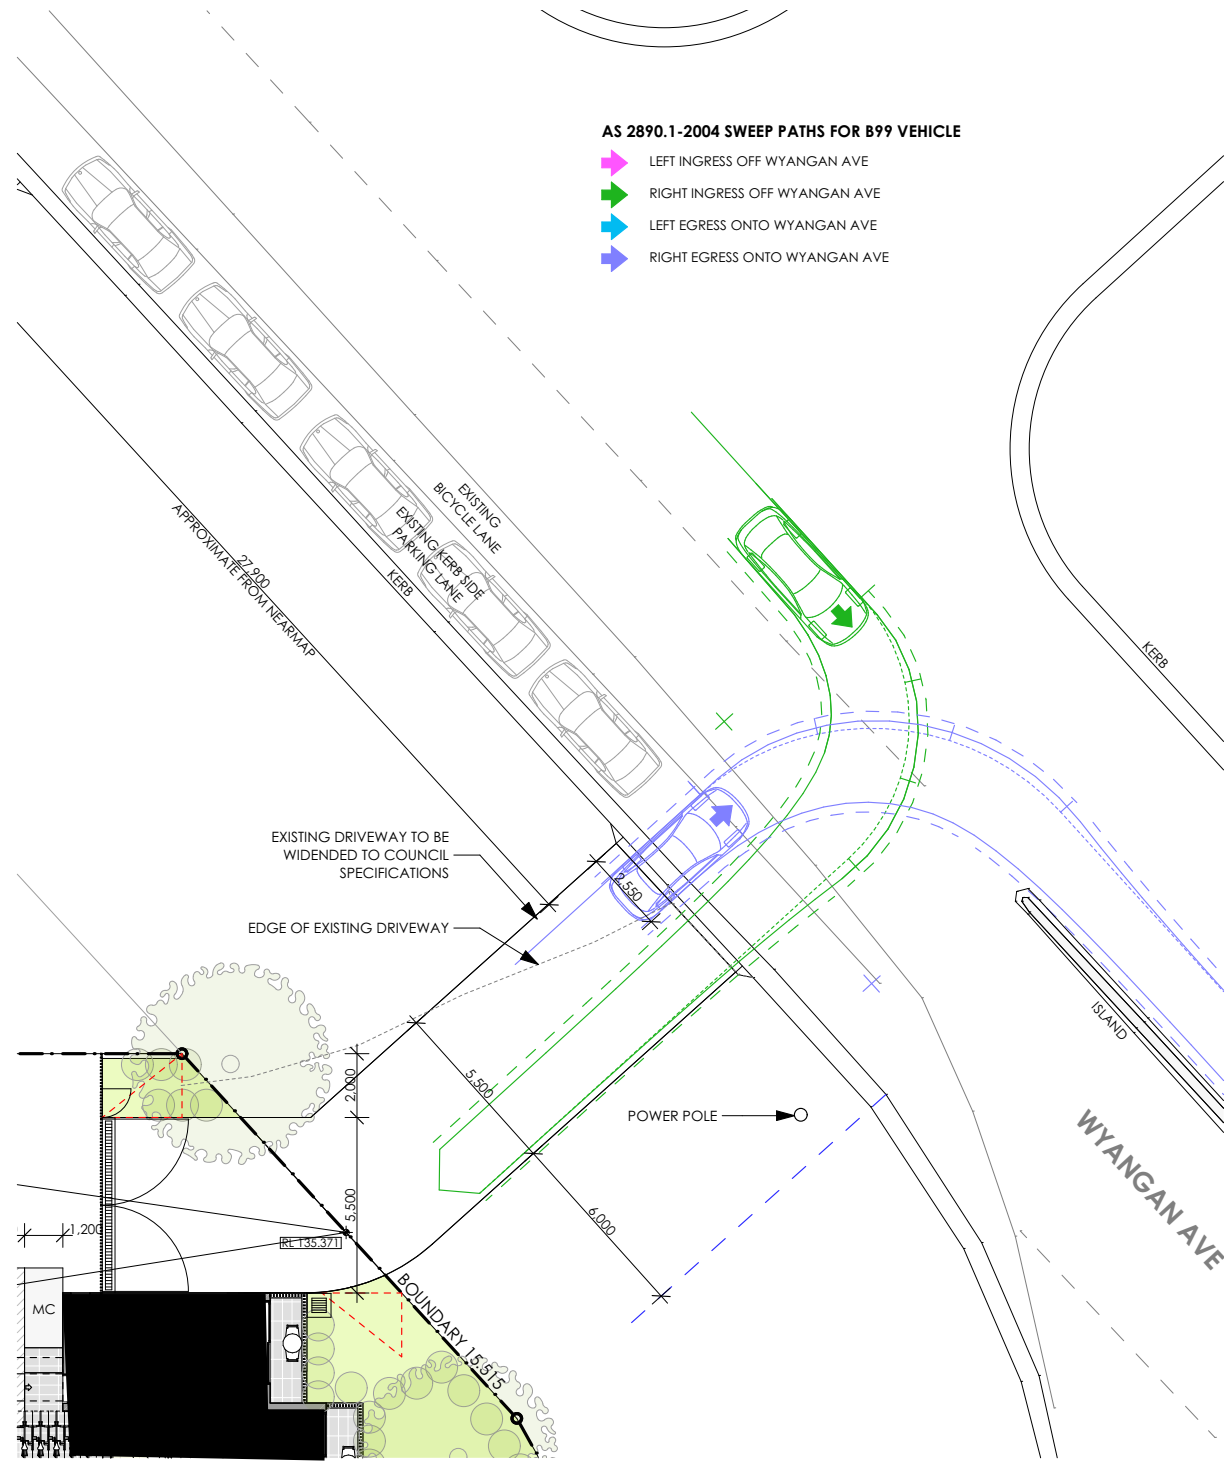 AS 2890.1-2004 SWEEP PATHS FOR B99 VEHICLE
LEFT INGRESS OFF WYANGAN AVE
RIGHT INGRESS OFF WYANGAN AVE
LEFT EGRESS ONTO WYANGAN AVE
RIGHT EGRESS ONTO WYANGAN AVE
EXISTING
BICYCLE LANE
EXISTING KERB SIDE
PARKING LANE
27,900
APPROXIMATE FROM NEARMAP
KERB
KERB
EXISTING DRIVEWAY TO BE
WIDENDED TO COUNCIL
SPECIFICATIONS
2,550
EDGE OF EXISTING DRIVEWAY
ISLAND
2,000
5,500
POWER POLE
WYANGAN AVE
5,500
6,000
1,200
RL 135.371
MC
BOUNDARY 15.515